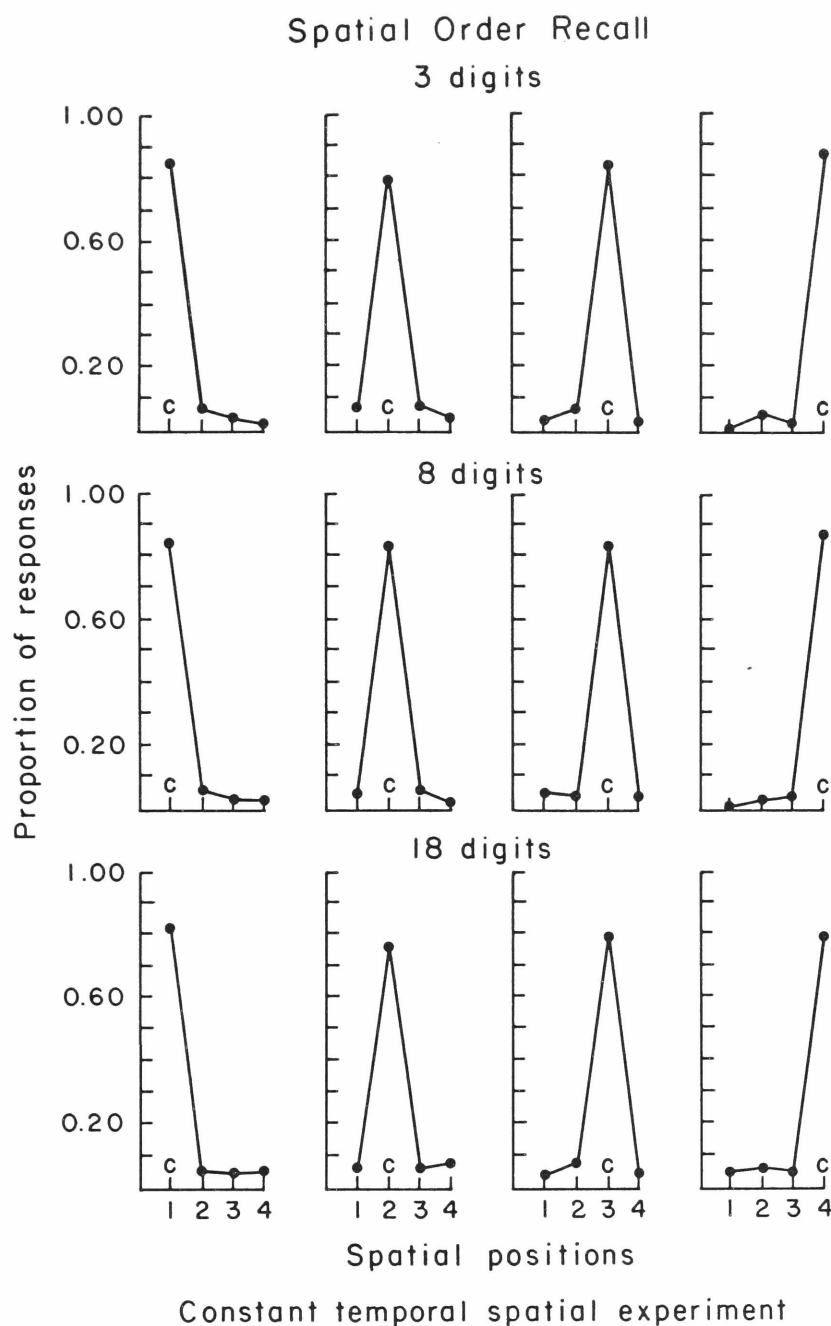 Spatial Order Recall
3 digits
1.00
0.60
0.20
C
C
C
C
8 digits
1.00
0.60
0.20
C
C
C
C
18 digits
1.00
0.60
0.20
C
C
C
C
1 2 3 4
1 2 3 4
1 2 3 4
1 2 3 4
Proportion of responses
Spatial positions
Constant temporal spatial experiment